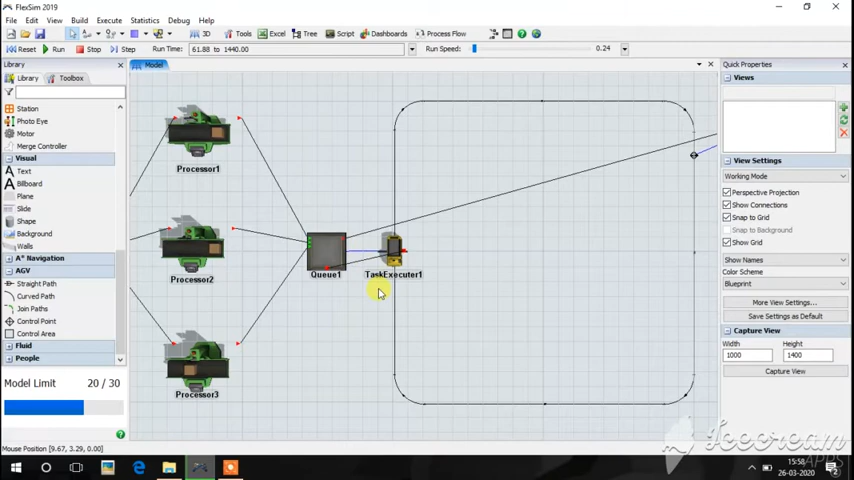 FlexSim 2019
File Edit View Build Execute Statistics Debug Help
3D Tools Excel Tree Script Dashboards Process Flow
Reset Run Stop Step Run Time: 61.88 to 1440.00 Run Speed: 0.24
Library
Library Toolbox
Station
Photo Eye
Motor
Merge Controller
Visual
Text
Billboard
Plane
Slide
Shape
Background
Walls
A* Navigation
AGV
Straight Path
Curved Path
Join Paths
Control Point
Control Area
Fluid
People
Model Limit 20 / 30
Mouse Position [9.67, 3.29, 0.00]
Model
Processor1
Processor2
Processor3
Queue1
TaskExecuter1
Quick Properties
Views
View Settings
Working Mode
Perspective Projection
Show Connections
Snap to Grid
Snap to Background
Show Grid
Show Names
Color Scheme
Blueprint
More View Settings...
Save Settings as Default
Capture View
Width Height
1000 1400
Capture View
Icecream
APPS
15:58
26-03-2020
2